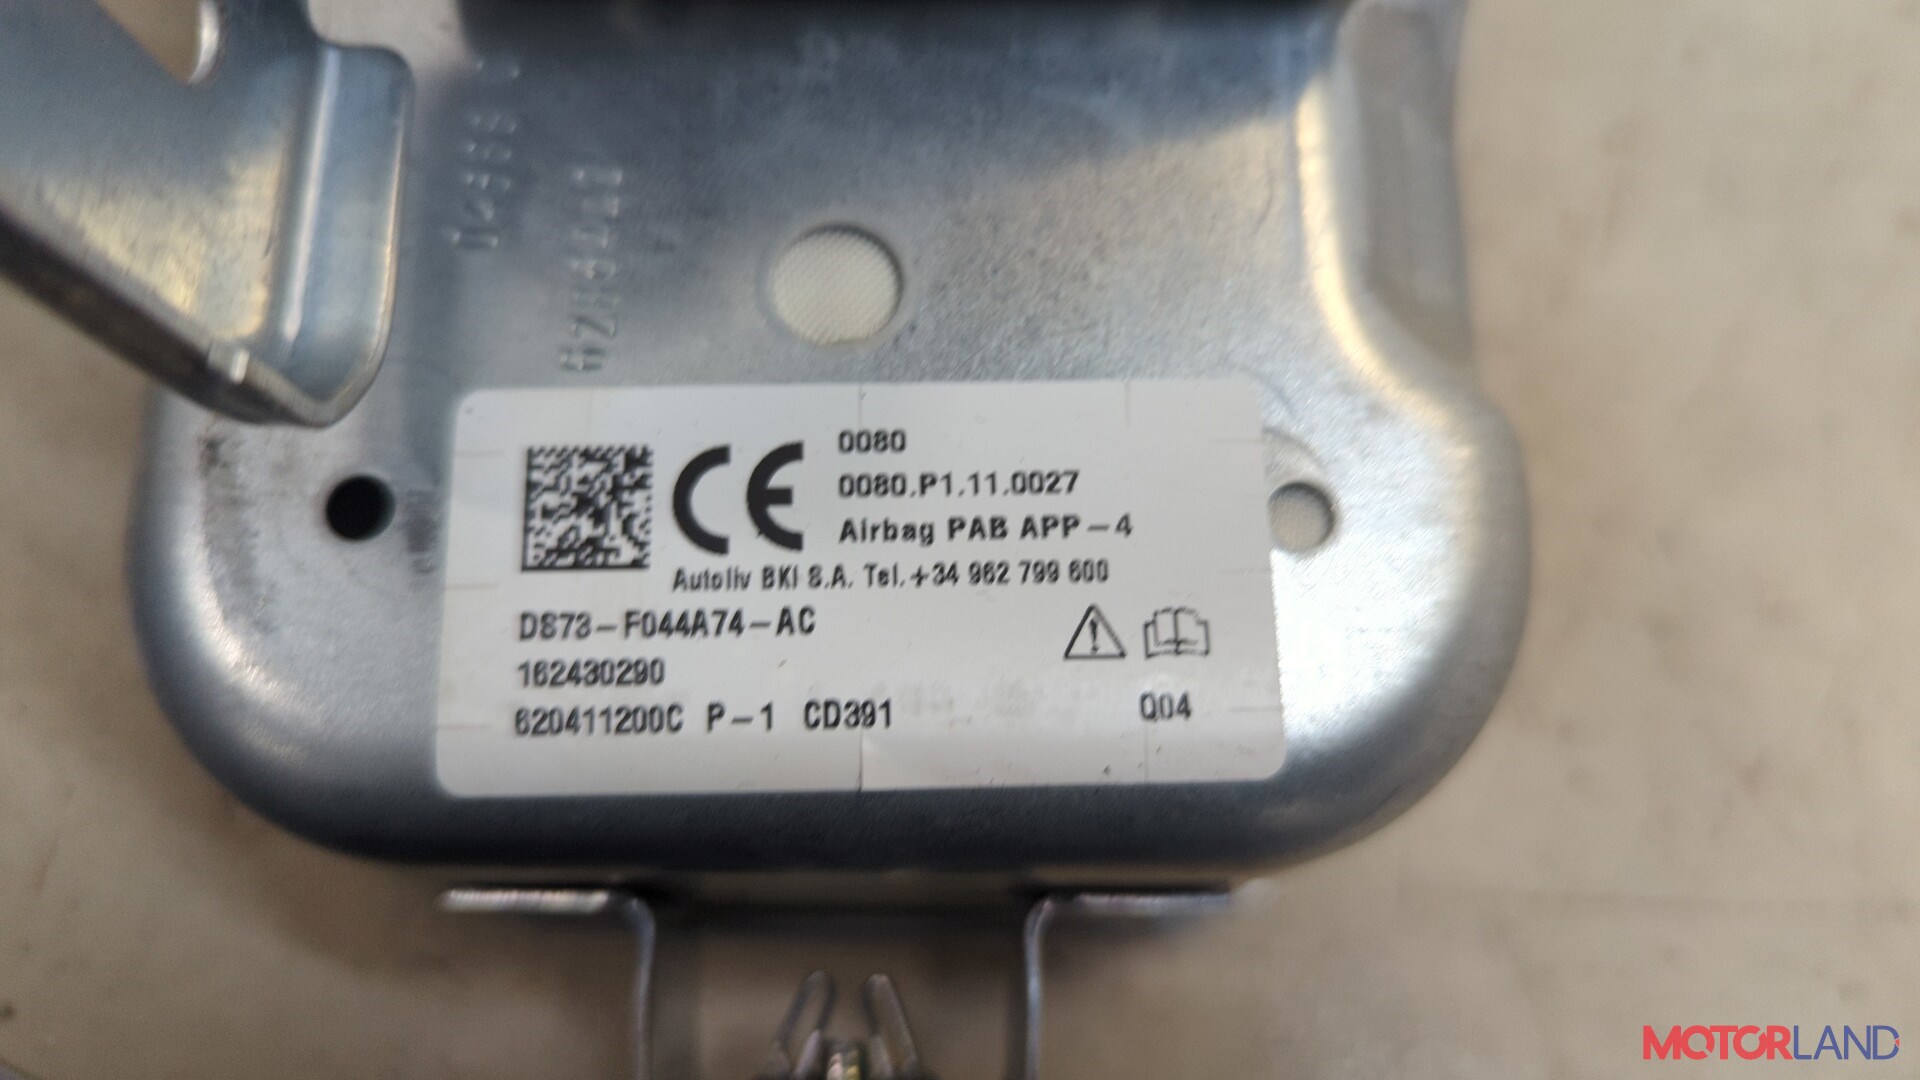 0080
0080.P1.11.0027
Airbag PAB APP-4
Autoliv BKI S.A. Tel.+34 962 799 600
DS73-F044A74-AC
162430290
620411200C P-1 CD391
Q04
MOTORLAND